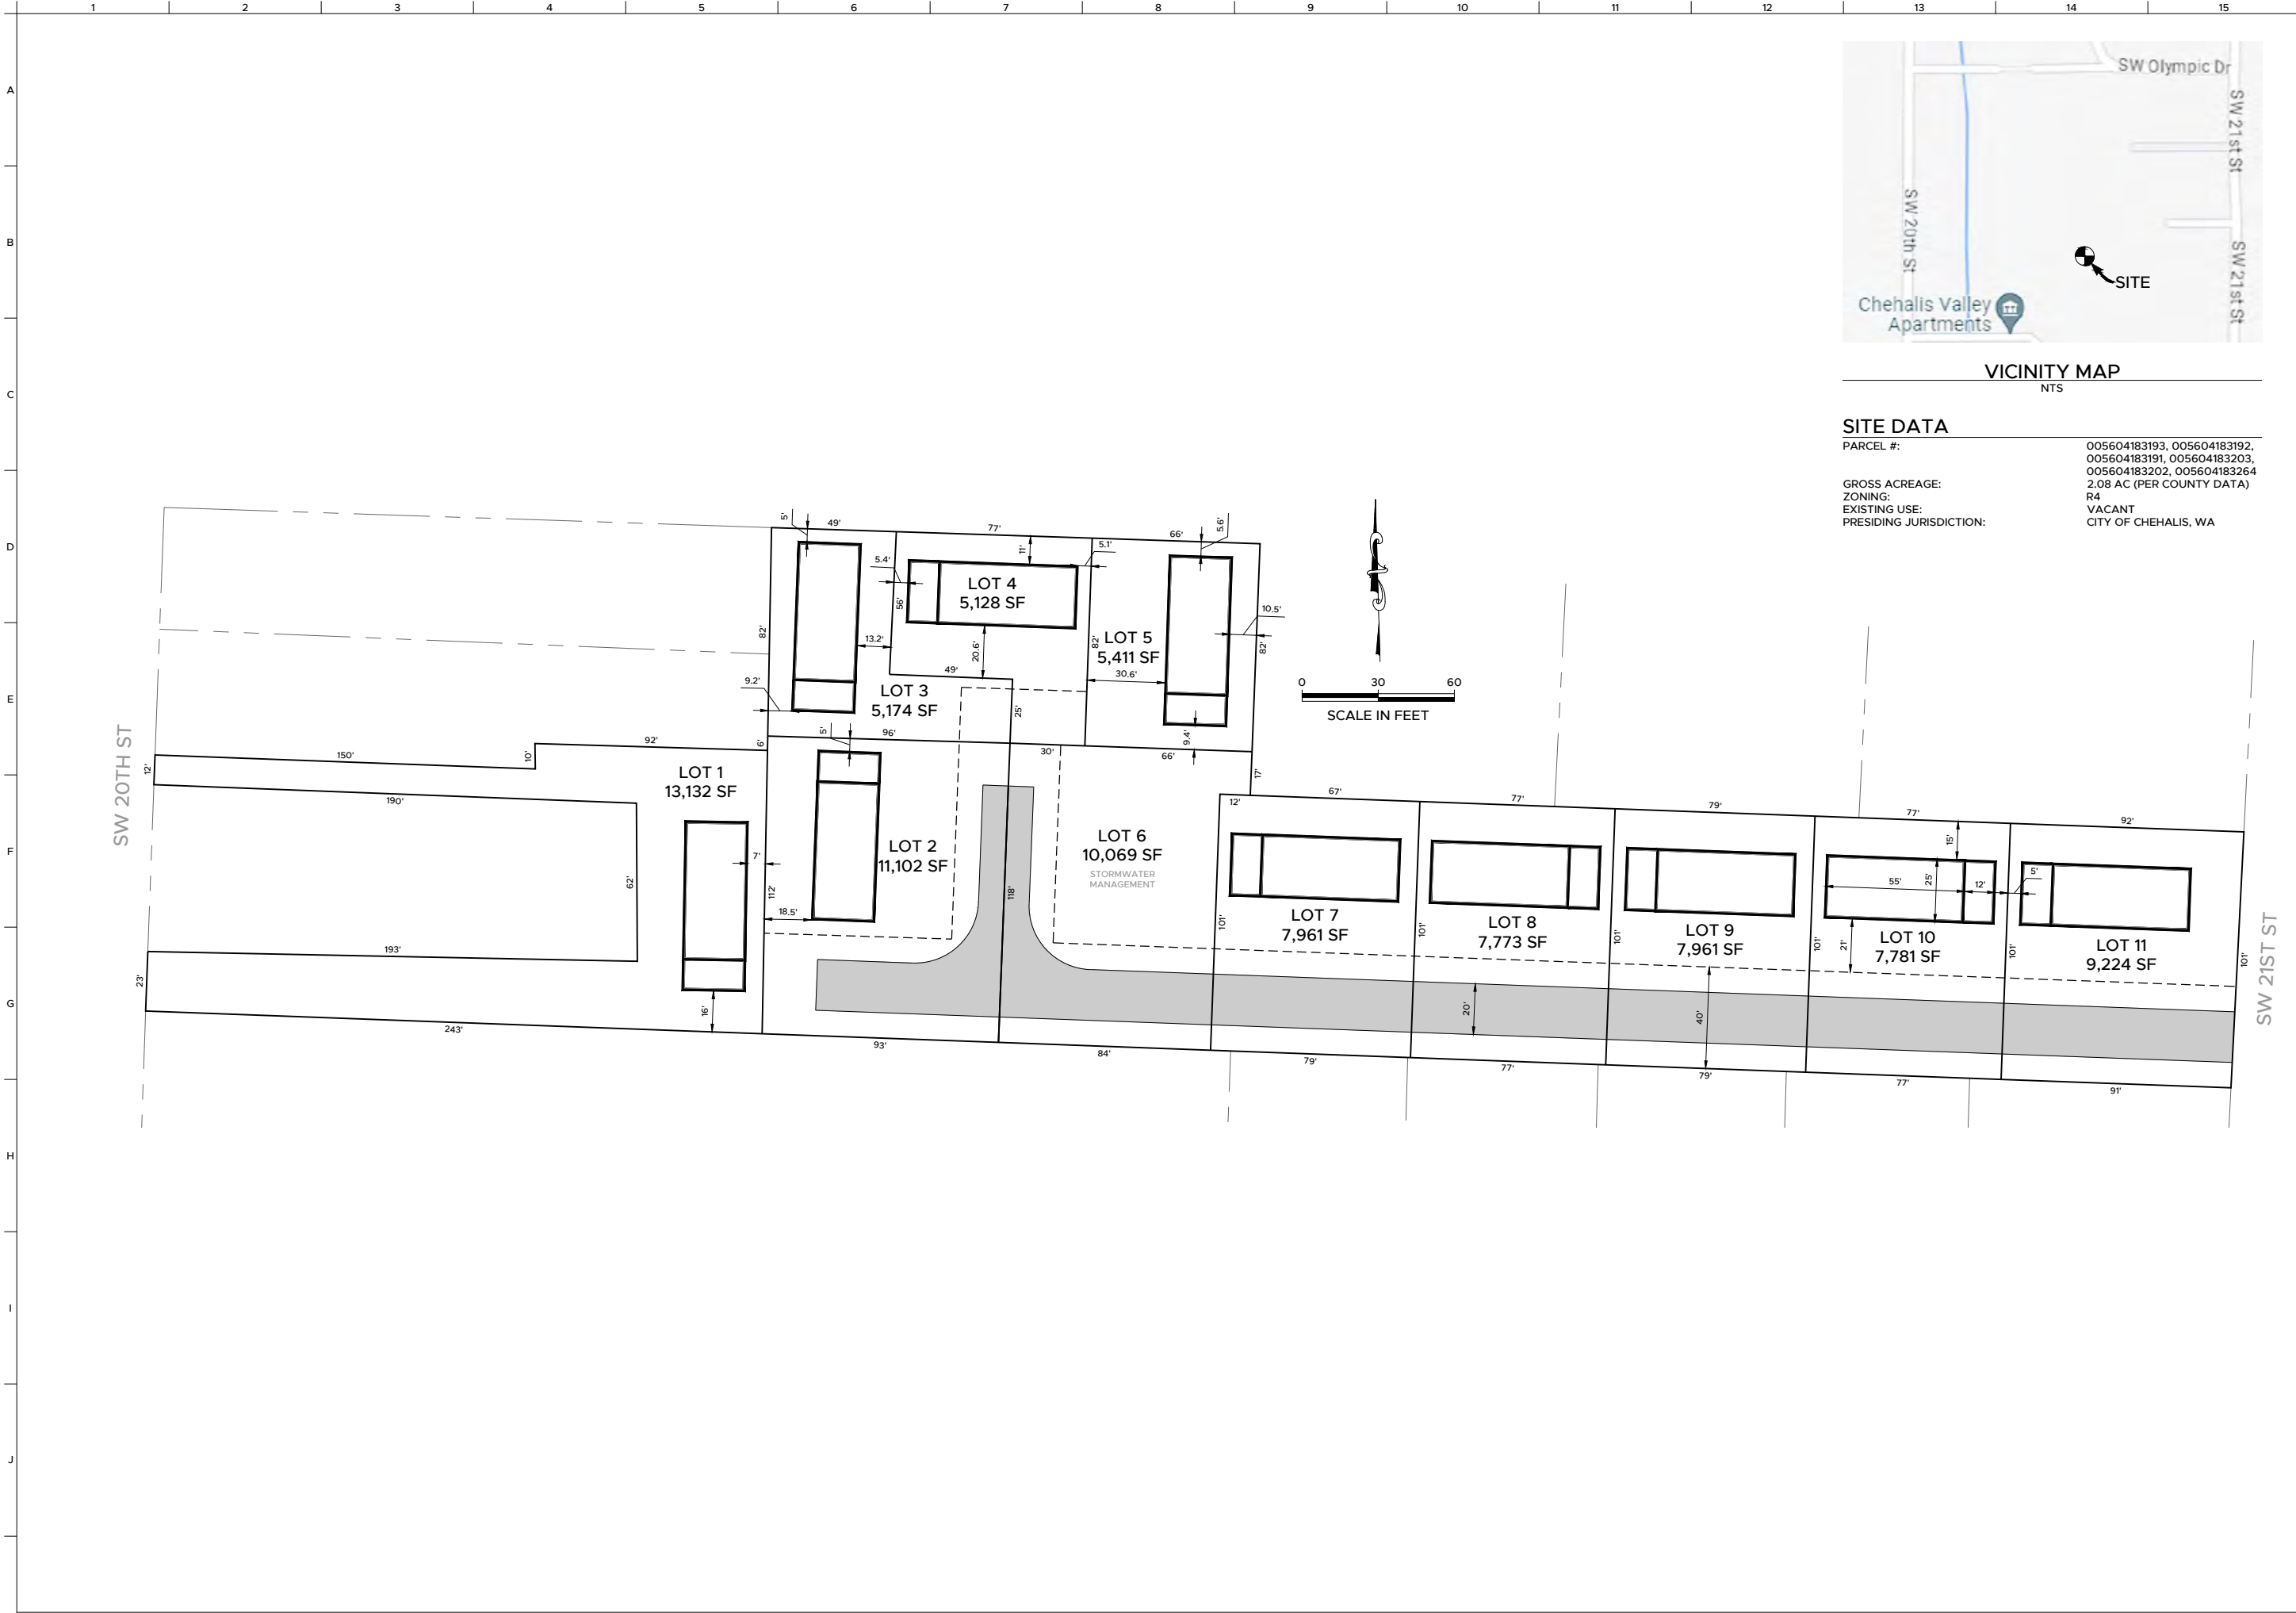 1 2 3 4 5 6 7 8 9 10 11 12 13 14 15
A
B
C
D
E
F
G
H
I
J
SW Olympic Dr
SW 21st St
SW 20th St
SW 21st St
SITE
Chehalis Valley
Apartments
VICINITY MAP
NTS
SITE DATA
PARCEL #: 005604183193, 005604183192,
005604183191, 005604183203,
005604183202, 005604183264
GROSS ACREAGE: 2.08 AC (PER COUNTY DATA)
ZONING: R4
EXISTING USE: VACANT
PRESIDING JURISDICTION: CITY OF CHEHALIS, WA
0 30 60
SCALE IN FEET
SW 20TH ST
SW 21ST ST
LOT 1
13,132 SF
150'
10'
92'
6'
12'
190'
62'
193'
23'
243'
7'
16'
LOT 2
11,102 SF
5'
96'
112'
18.5'
118'
93'
LOT 3
5,174 SF
5'
49'
82'
13.2'
9.2'
49'
25'
LOT 4
5,128 SF
77'
11'
5.4'
5.1'
56'
20.6'
LOT 5
5,411 SF
66'
5.6'
10.5'
82'
82'
30.6'
9.4'
66'
LOT 6
10,069 SF
STORMWATER
MANAGEMENT
30'
17'
12'
84'
LOT 7
7,961 SF
67'
101'
79'
LOT 8
7,773 SF
77'
101'
20'
77'
LOT 9
7,961 SF
79'
101'
40'
79'
LOT 10
7,781 SF
77'
15'
55'
25'
12'
5'
101'
21'
77'
LOT 11
9,224 SF
92'
101'
101'
91'